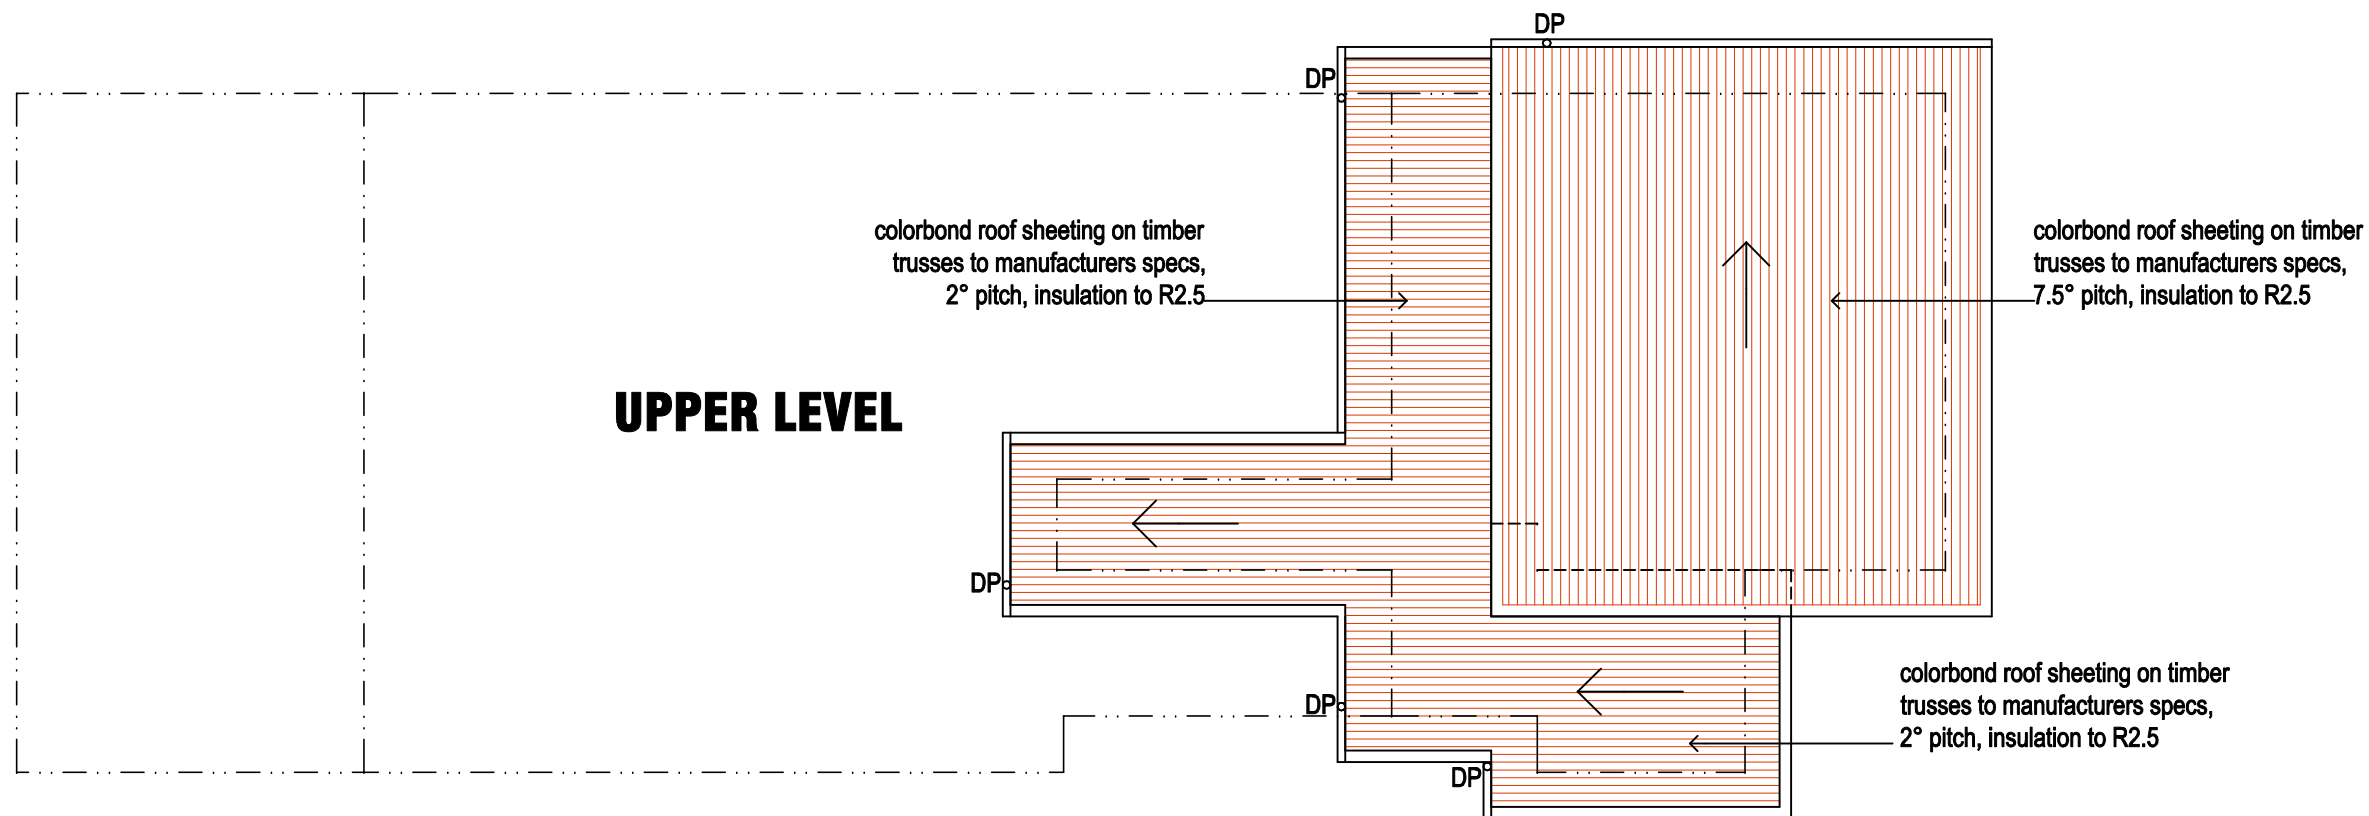 DP
DP
colorbond roof sheeting on timber
trusses to manufacturers specs,
2° pitch, insulation to R2.5
colorbond roof sheeting on timber
trusses to manufacturers specs,
7.5° pitch, insulation to R2.5
UPPER LEVEL
DP
DP
colorbond roof sheeting on timber
trusses to manufacturers specs,
2° pitch, insulation to R2.5
DP